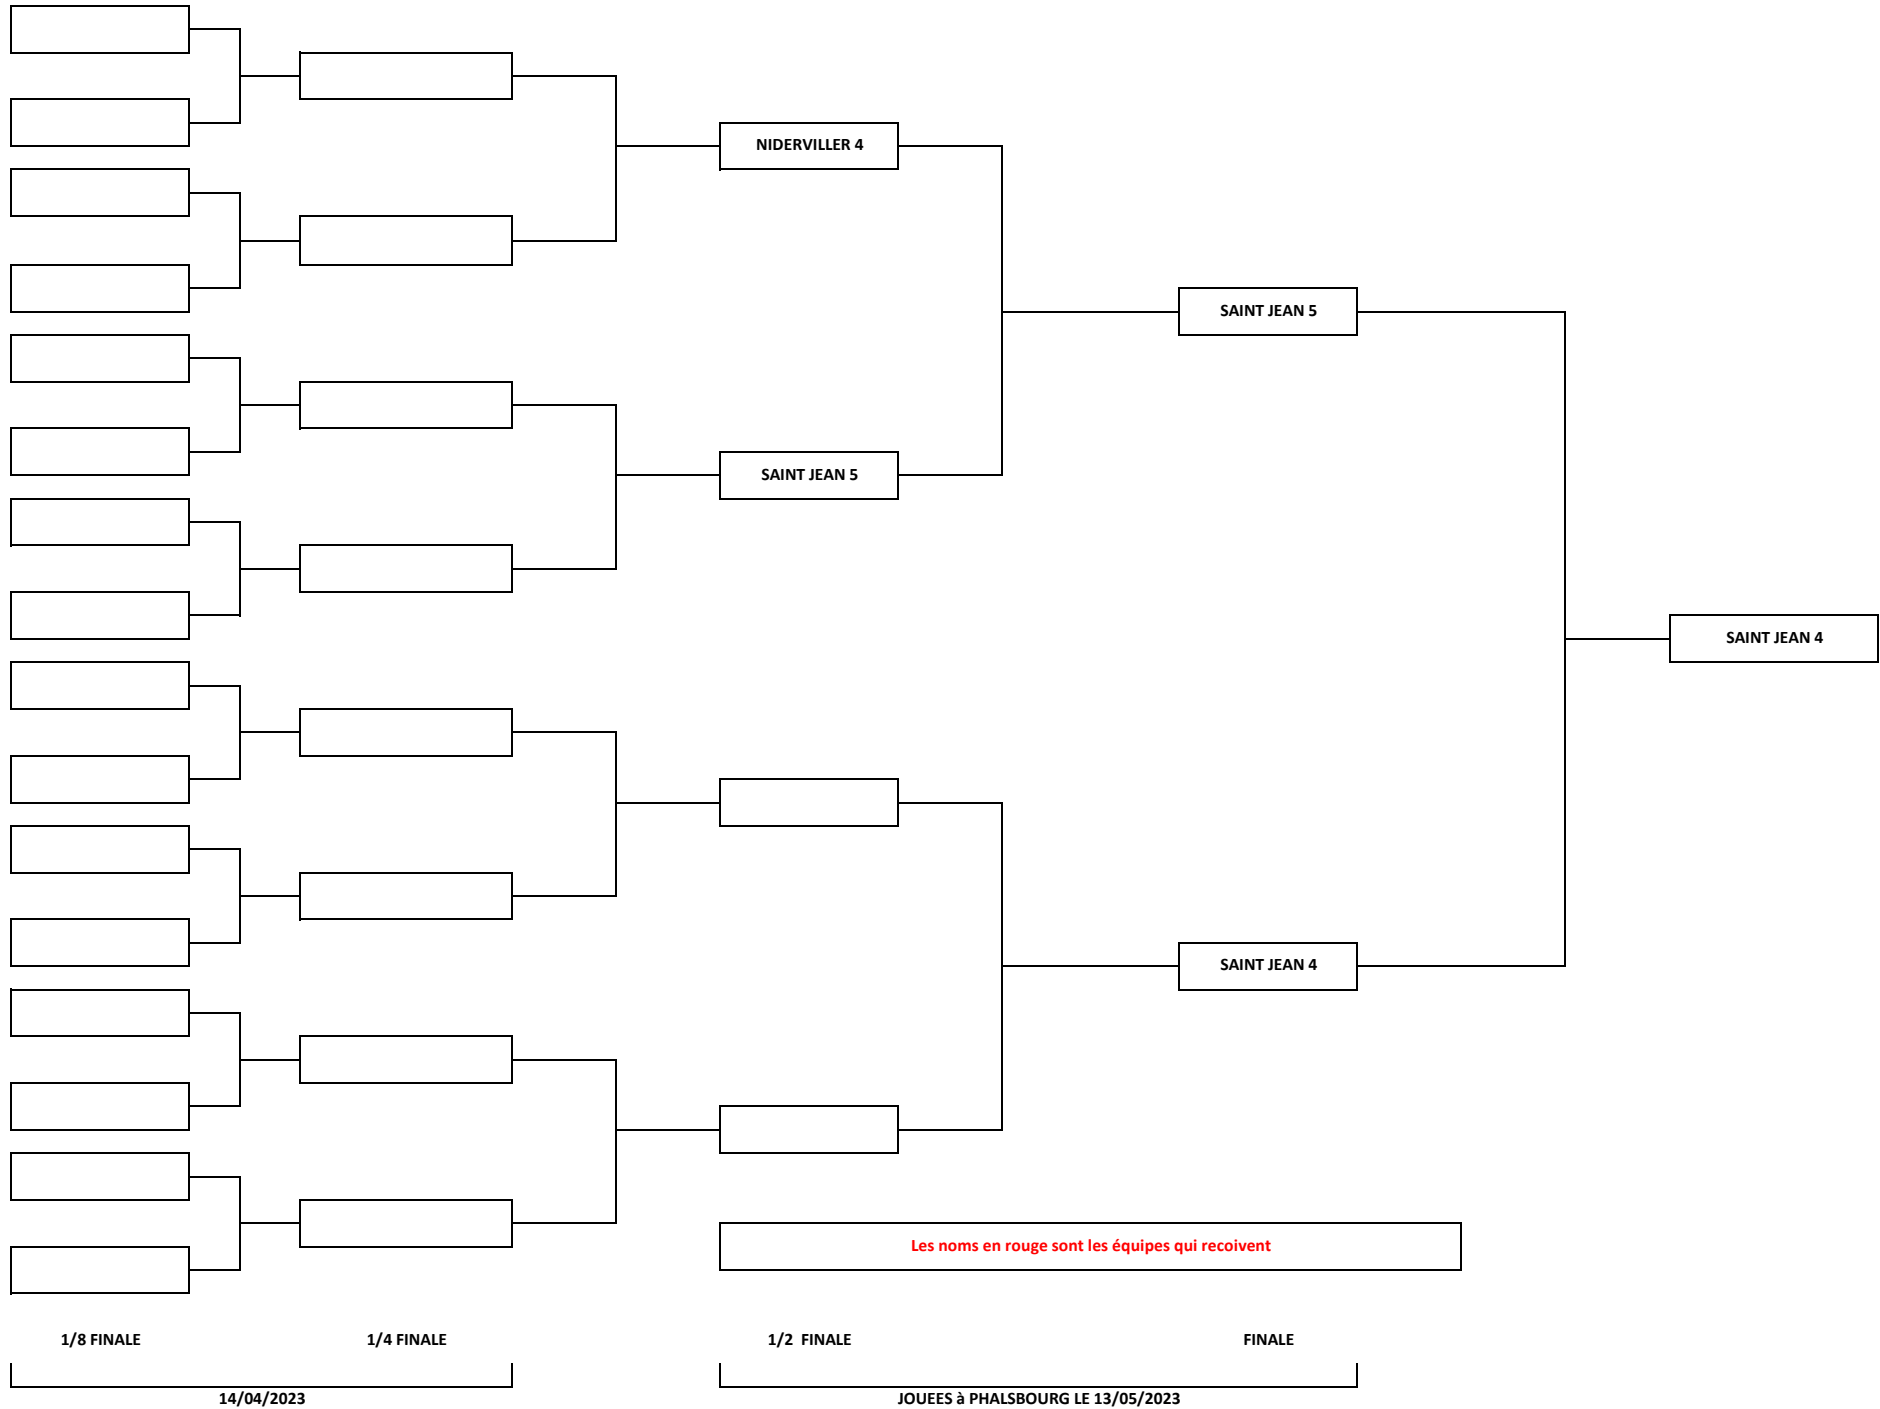 NIDERVILLER 4
SAINT JEAN 5
SAINT JEAN 5
SAINT JEAN 4
SAINT JEAN 4
Les noms en rouge sont les équipes qui recoivent
1/8 FINALE
1/4 FINALE
1/2 FINALE
FINALE
14/04/2023
JOUEES à PHALSBOURG LE 13/05/2023